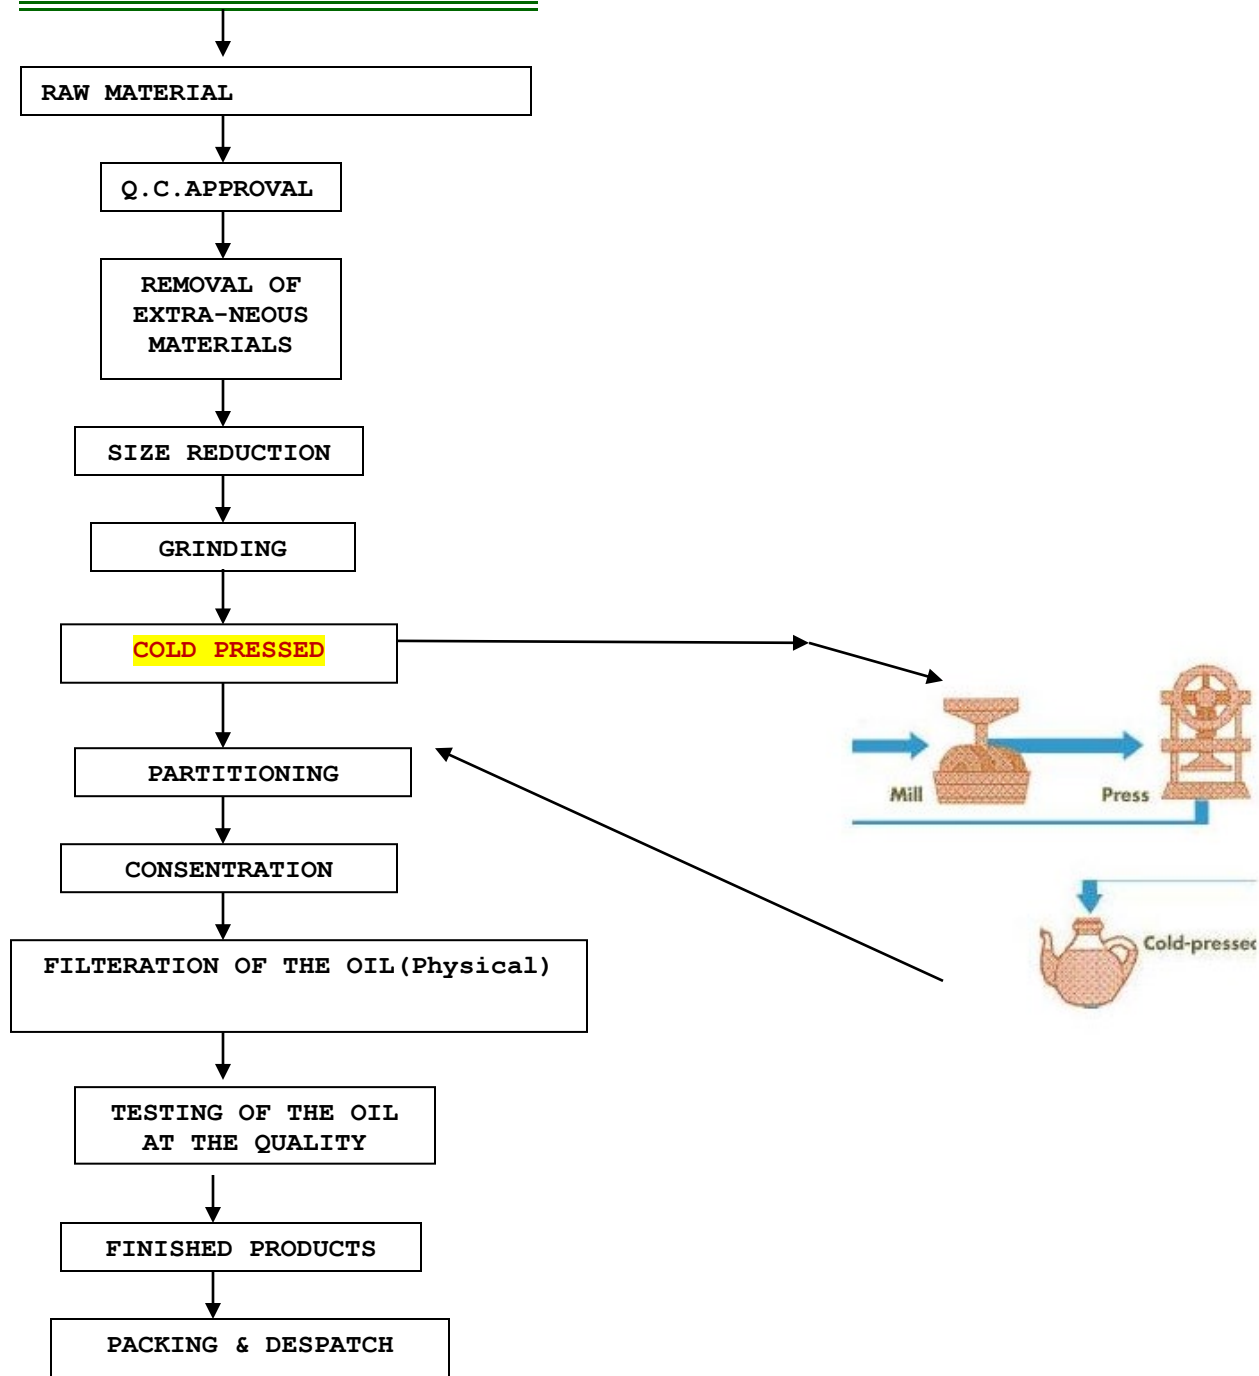 RAW MATERIAL
Q.C.APPROVAL
REMOVAL OF
EXTRA-NEOUS
MATERIALS
SIZE REDUCTION
GRINDING
COLD PRESSED
Mill
Press
PARTITIONING
CONSENTRATION
Cold-pressed
FILTERATION OF THE OIL(Physical)
TESTING OF THE OIL
AT THE QUALITY
FINISHED PRODUCTS
PACKING & DESPATCH